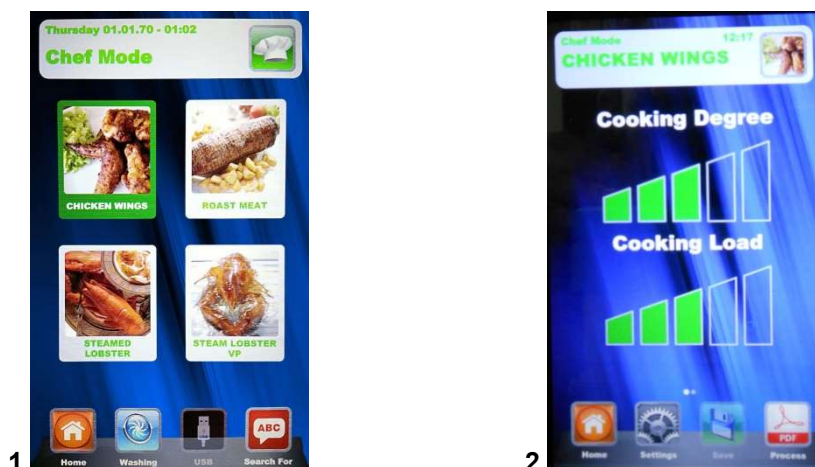 Thursday 01.01.70 - 01:02
Chef Mode
CHICKEN WINGS
ROAST MEAT
STEAMED
LOBSTER
STEAM LOBSTER
VP
ABC
Home
Washing
USB
Search For
1
Chef Mode
12:17
CHICKEN WINGS
Cooking Degree
Cooking Load
PDF
Home
Settings
Save
Process
2